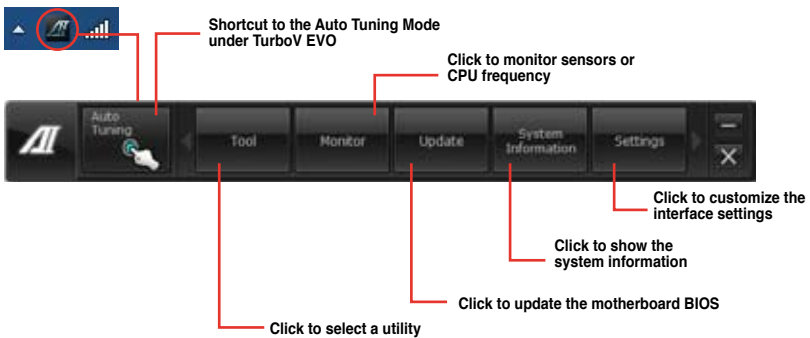 Shortcut to the Auto Tuning Mode
under TurboV EVO
Click to monitor sensors or
CPU frequency
Auto
Tuning
Tool
Monitor
Update
System
Information
Settings
Click to customize the
interface settings
Click to show the
system information
Click to update the motherboard BIOS
Click to select a utility